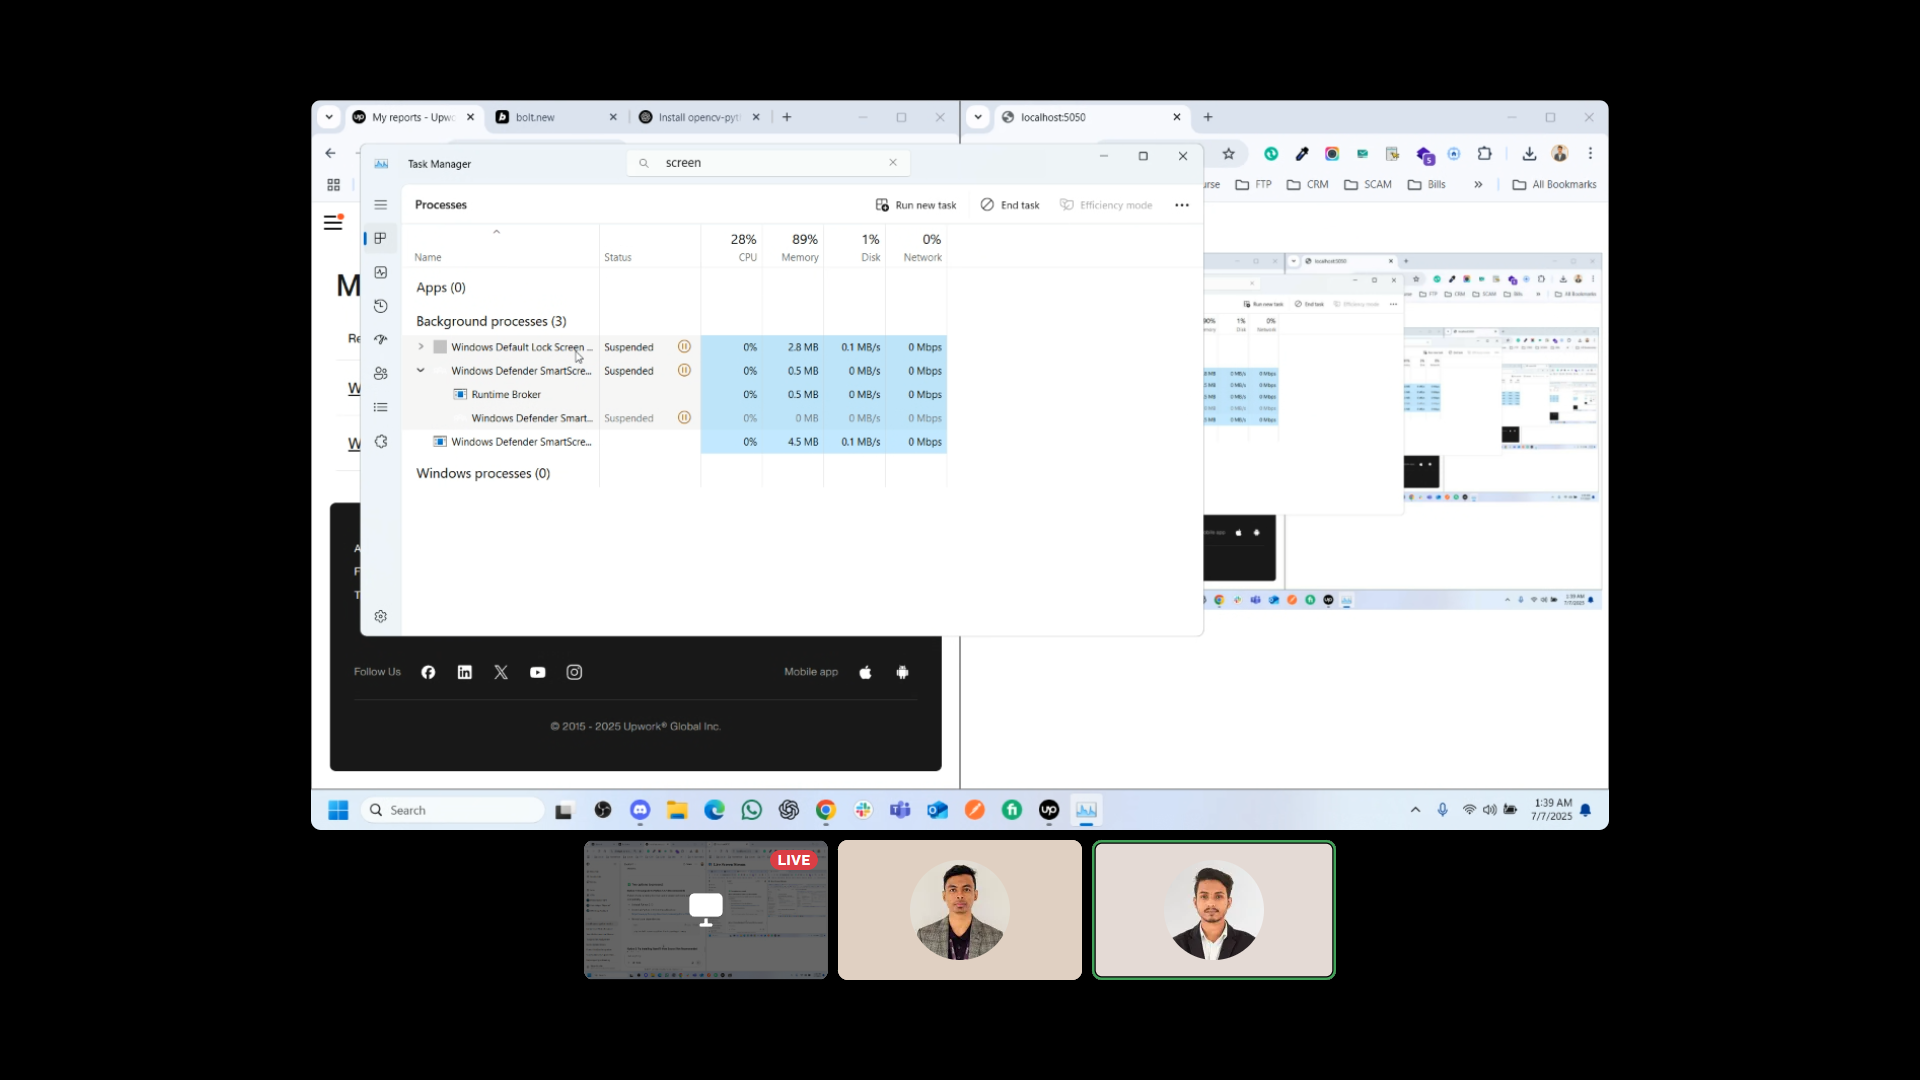 My reports - Upwc
bolt.new
Install opencv-pyt
localhost:5050
FTP
CRM
SCAM
Bills
»
All Bookmarks
Task Manager
screen
Processes
Run new task
End task
Efficiency mode
Name
Status
28%
CPU
89%
Memory
1%
Disk
0%
Network
Apps (0)
Background processes (3)
Windows Default Lock Screen ... Suspended 0% 2.8 MB 0.1 MB/s 0 Mbps
Windows Defender SmartScre... Suspended 0% 0.5 MB 0 MB/s 0 Mbps
Runtime Broker 0% 0.5 MB 0 MB/s 0 Mbps
Windows Defender Smart... Suspended 0% 0 MB 0 MB/s 0 Mbps
Windows Defender SmartScre... 0% 4.5 MB 0.1 MB/s 0 Mbps
Windows processes (0)
M
Re
W
W
A
F
T
Follow Us
Mobile app
© 2015 - 2025 Upwork® Global Inc.
Search
1:39 AM
7/7/2025
LIVE